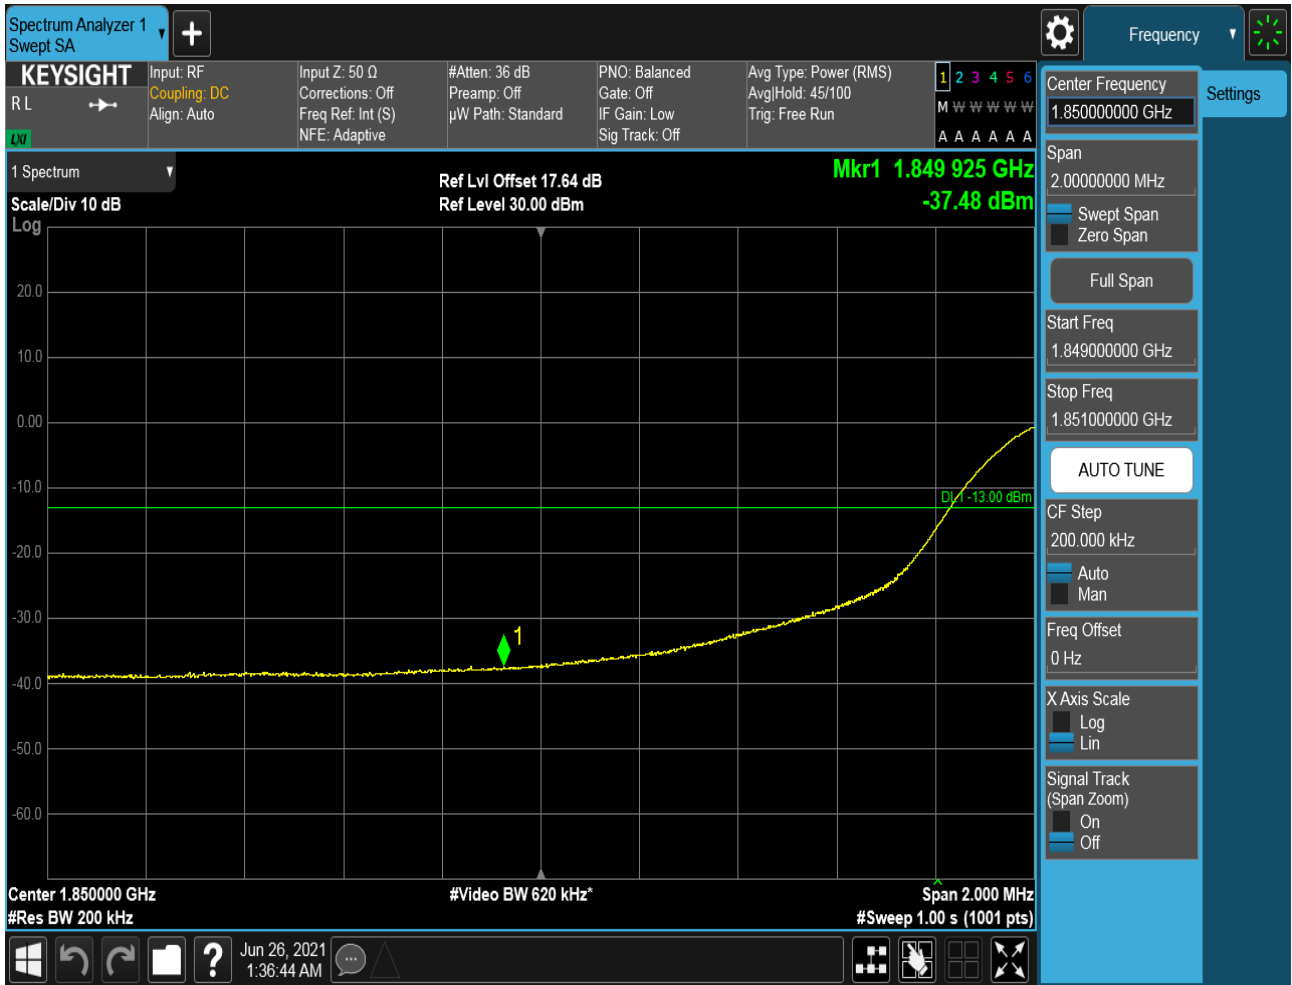 Spectrum Analyzer 1
Swept SA
Frequency
KEYSIGHT
R L
LXI
Input: RF
Coupling: DC
Align: Auto
Input Z: 50 Ω
Corrections: Off
Freq Ref: Int (S)
NFE: Adaptive
#Atten: 36 dB
Preamp: Off
µW Path: Standard
PNO: Balanced
Gate: Off
IF Gain: Low
Sig Track: Off
Avg Type: Power (RMS)
Avg|Hold: 45/100
Trig: Free Run
1 2 3 4 5 6
M W W W W W
A A A A A A
1 Spectrum
Scale/Div 10 dB
Log
Ref Lvl Offset 17.64 dB
Ref Level 30.00 dBm
Mkr1 1.849 925 GHz
-37.48 dBm
20.0
10.0
0.00
-10.0
DL1 -13.00 dBm
-20.0
-30.0
1
-40.0
-50.0
-60.0
Center 1.850000 GHz
#Video BW 620 kHz*
Span 2.000 MHz
#Res BW 200 kHz
#Sweep 1.00 s (1001 pts)
Jun 26, 2021
1:36:44 AM
Center Frequency
1.850000000 GHz
Settings
Span
2.00000000 MHz
Swept Span
Zero Span
Full Span
Start Freq
1.849000000 GHz
Stop Freq
1.851000000 GHz
AUTO TUNE
CF Step
200.000 kHz
Auto
Man
Freq Offset
0 Hz
X Axis Scale
Log
Lin
Signal Track
(Span Zoom)
On
Off